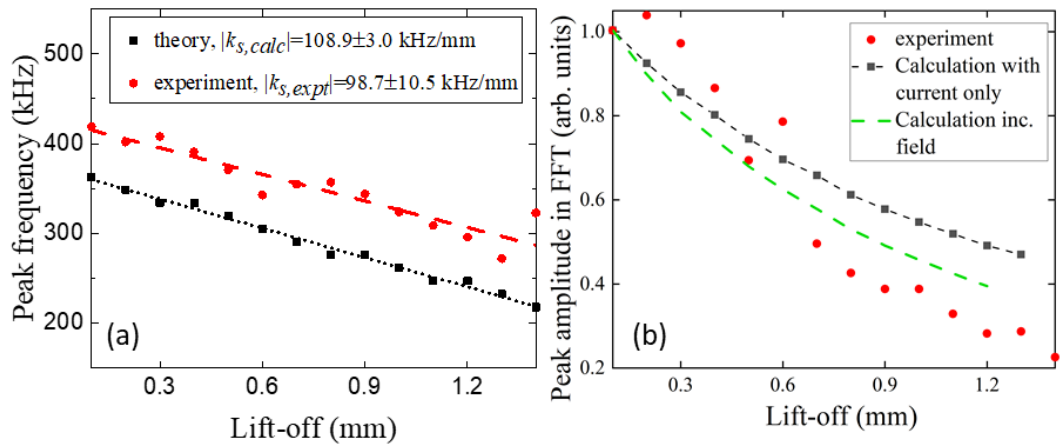 500
400
300
200
Peak frequency (kHz)
theory, |k_{s,calc}|=108.9±3.0 kHz/mm
experiment, |k_{s,expt}|=98.7±10.5 kHz/mm
(a)
0.3 0.6 0.9 1.2
Lift-off (mm)
1.0
0.8
0.6
0.4
0.2
Peak amplitude in FFT (arb. units)
experiment
Calculation with
current only
Calculation inc.
field
(b)
0.3 0.6 0.9 1.2
Lift-off (mm)